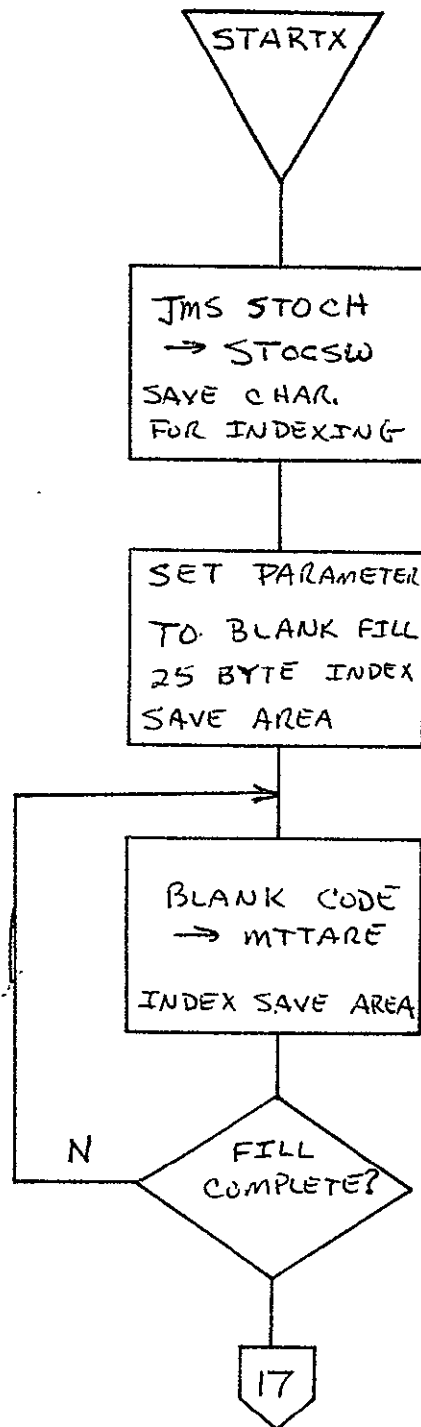 STARTX
JMS STOCH
→ STOCSW
SAVE CHAR.
FOR INDEXING
SET PARAMETER
TO BLANK FILL
25 BYTE INDEX
SAVE AREA
BLANK CODE
→ MTTARE
INDEX SAVE AREA
FILL
COMPLETE?
N
17